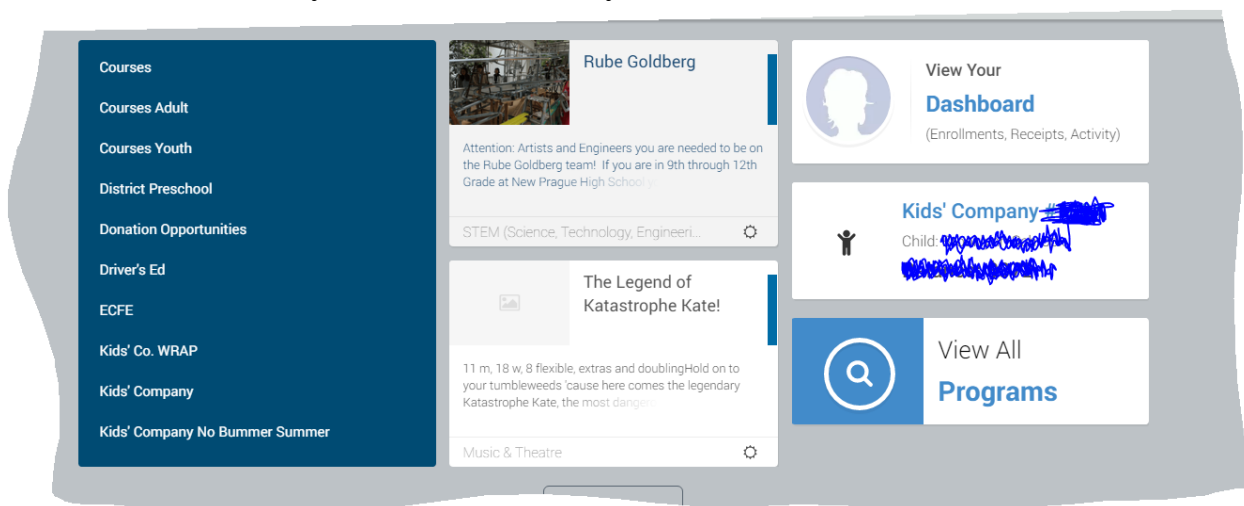 Courses
Courses Adult
Courses Youth
District Preschool
Donation Opportunities
Driver's Ed
ECFE
Kids' Co. WRAP
Kids' Company
Kids' Company No Bummer Summer
Rube Goldberg
Attention: Artists and Engineers you are needed to be on
the Rube Goldberg team! If you are in 9th through 12th
Grade at New Prague High School
STEM (Science, Technology, Engineeri...
The Legend of
Katastrophe Kate!
11 m, 18 w, 8 flexible, extras and doublingHold on to
your tumbleweeds 'cause here comes the legendary
Katastrophe Kate, the most
Music & Theatre
View Your
Dashboard
(Enrollments, Receipts, Activity)
Kids' Company
Child:
View All
Programs